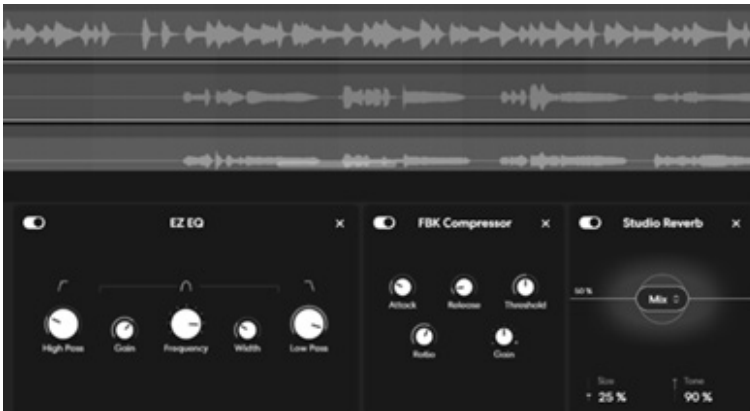 EZ EQ
FBK Compressor
Studio Reverb
High Pass
Gain
Frequency
Width
Low Pass
Attack
Release
Threshold
Ratio
Gain
50 %
Mix
Size
25 %
Tone
90 %